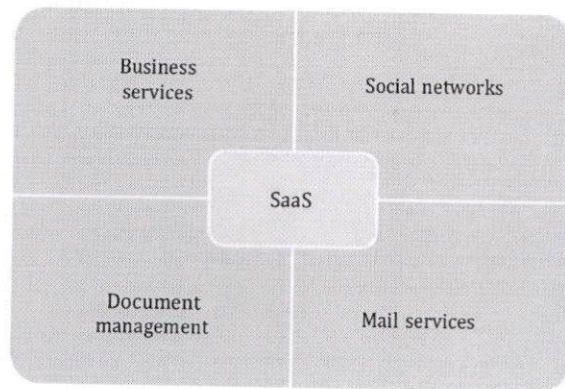 Business
services
Social networks
SaaS
Document
management
Mail services